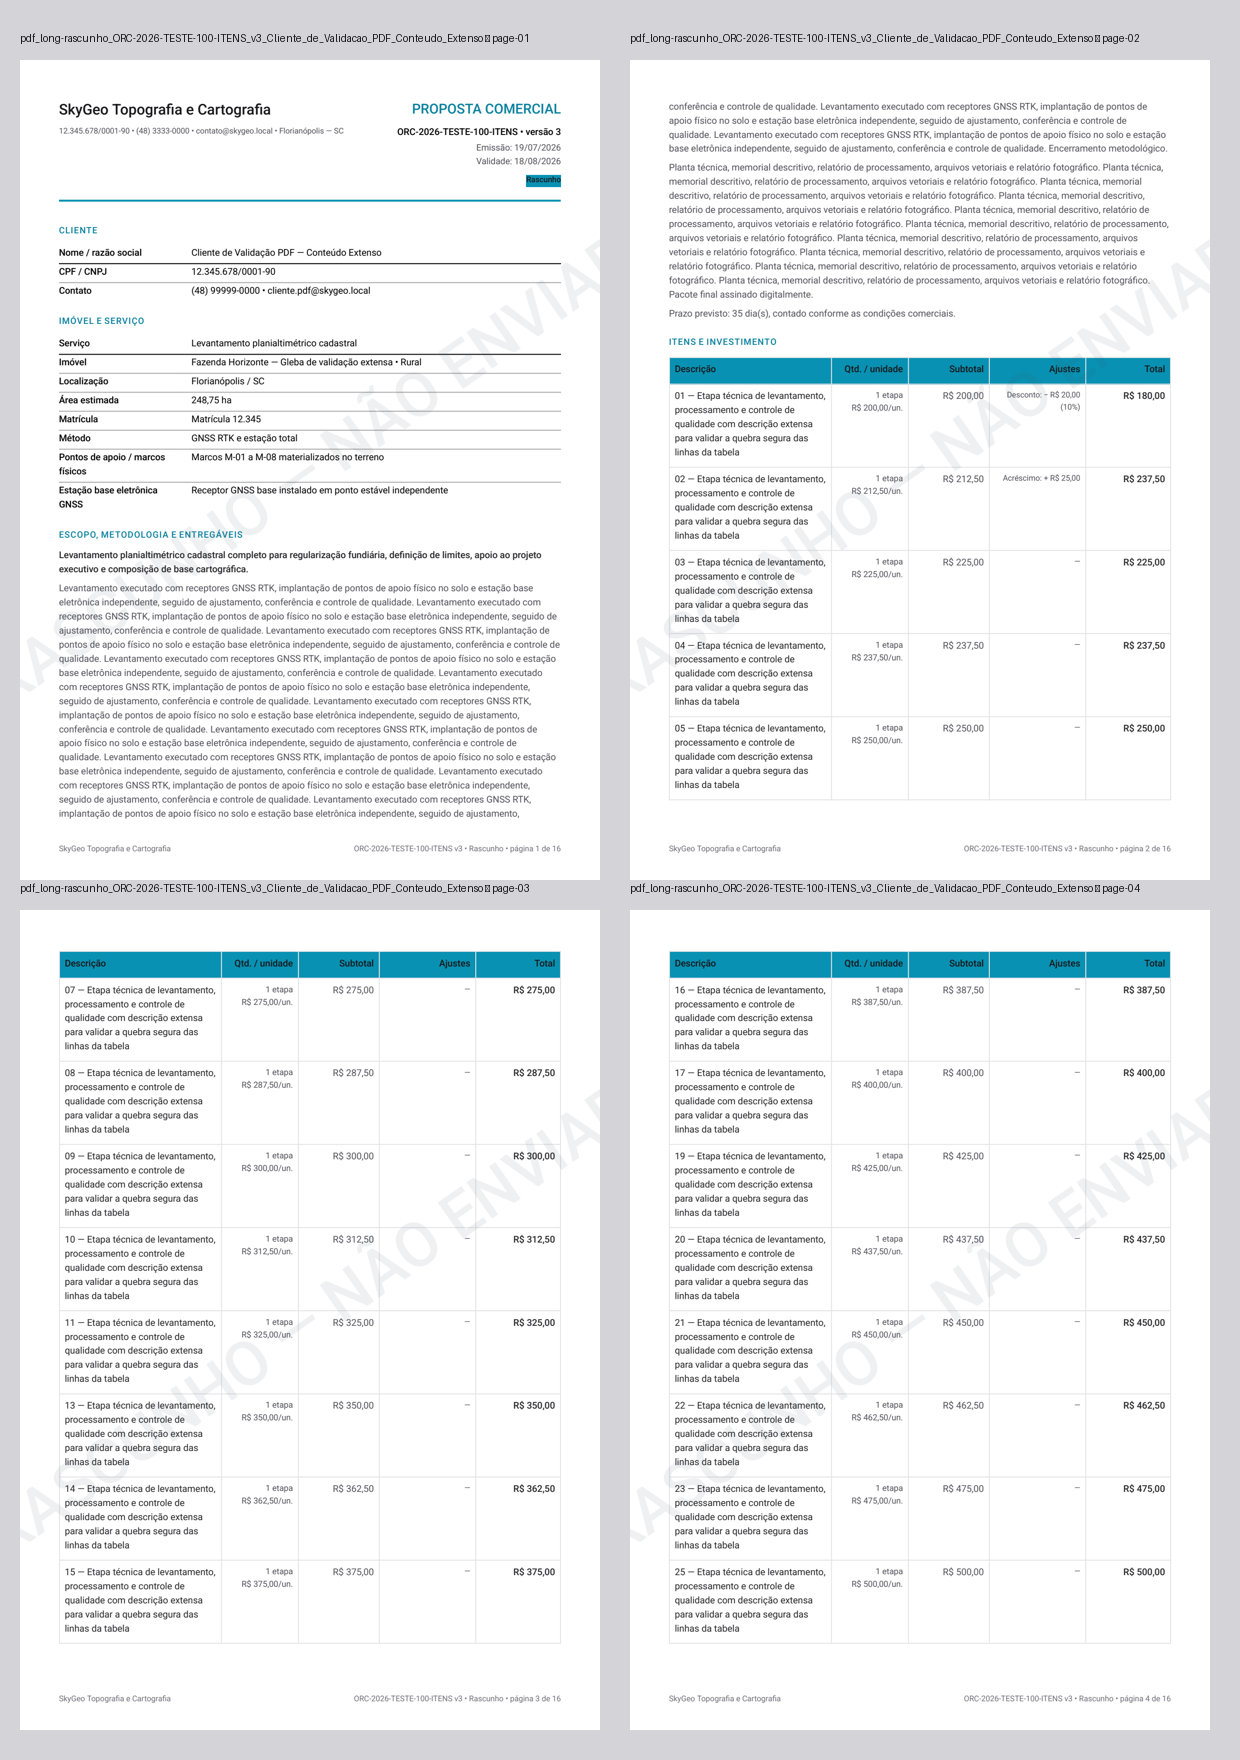 pdf_long-rascunho_ORC-2026-TESTE-100-ITENS_v3_Cliente_de_Validacao_PDF_Conteudo_Extenso page-01
SkyGeo Topografia e Cartografia
12.345.678/0001-90 • (48) 3333-0000 • contato@skygeo.local • Florianópolis — SC
PROPOSTA COMERCIAL
ORC-2026-TESTE-100-ITENS • versão 3
Emissão: 19/07/2026
Validade: 18/08/2026
Rascunho
CLIENTE
Nome / razão social Cliente de Validação PDF — Conteúdo Extenso
CPF / CNPJ 12.345.678/0001-90
Contato (48) 99999-0000 • cliente.pdf@skygeo.local
IMÓVEL E SERVIÇO
Serviço Levantamento planialtimétrico cadastral
Imóvel Fazenda Horizonte — Gleba de validação extensa • Rural
Localização Florianópolis / SC
Área estimada 248,75 ha
Matrícula Matrícula 12.345
Método GNSS RTK e estação total
Pontos de apoio / marcos Marcos M-01 a M-08 materializados no terreno
físicos
Estação base eletrônica Receptor GNSS base instalado em ponto estável independente
GNSS
ESCOPO, METODOLOGIA E ENTREGÁVEIS
Levantamento planialtimétrico cadastral completo para regularização fundiária, definição de limites, apoio ao projeto
executivo e composição de base cartográfica.
Levantamento executado com receptores GNSS RTK, implantação de pontos de apoio físico no solo e estação base
eletrônica independente, seguido de ajustamento, conferência e controle de qualidade. Levantamento executado com
receptores GNSS RTK, implantação de pontos de apoio físico no solo e estação base eletrônica independente, seguido de
ajustamento, conferência e controle de qualidade. Levantamento executado com receptores GNSS RTK, implantação de
pontos de apoio físico no solo e estação base eletrônica independente, seguido de ajustamento, conferência e controle de
qualidade. Levantamento executado com receptores GNSS RTK, implantação de pontos de apoio físico no solo e estação
base eletrônica independente, seguido de ajustamento, conferência e controle de qualidade. Levantamento executado
com receptores GNSS RTK, implantação de pontos de apoio físico no solo e estação base eletrônica independente,
seguido de ajustamento, conferência e controle de qualidade. Levantamento executado com receptores GNSS RTK,
implantação de pontos de apoio físico no solo e estação base eletrônica independente, seguido de ajustamento,
conferência e controle de qualidade. Levantamento executado com receptores GNSS RTK, implantação de pontos de
apoio físico no solo e estação base eletrônica independente, seguido de ajustamento, conferência e controle de
qualidade. Levantamento executado com receptores GNSS RTK, implantação de pontos de apoio físico no solo e estação
base eletrônica independente, seguido de ajustamento, conferência e controle de qualidade. Levantamento executado
com receptores GNSS RTK, implantação de pontos de apoio físico no solo e estação base eletrônica independente,
seguido de ajustamento, conferência e controle de qualidade. Levantamento executado com receptores GNSS RTK,
implantação de pontos de apoio físico no solo e estação base eletrônica independente, seguido de ajustamento,
RASCUNHO — NÃO ENVIAR
SkyGeo Topografia e Cartografia ORC-2026-TESTE-100-ITENS v3 • Rascunho • página 1 de 16
pdf_long-rascunho_ORC-2026-TESTE-100-ITENS_v3_Cliente_de_Validacao_PDF_Conteudo_Extenso page-02
conferência e controle de qualidade. Levantamento executado com receptores GNSS RTK, implantação de pontos de
apoio físico no solo e estação base eletrônica independente, seguido de ajustamento, conferência e controle de
qualidade. Levantamento executado com receptores GNSS RTK, implantação de pontos de apoio físico no solo e estação
base eletrônica independente, seguido de ajustamento, conferência e controle de qualidade. Encerramento metodológico.
Planta técnica, memorial descritivo, relatório de processamento, arquivos vetoriais e relatório fotográfico. Planta técnica,
memorial descritivo, relatório de processamento, arquivos vetoriais e relatório fotográfico. Planta técnica, memorial
descritivo, relatório de processamento, arquivos vetoriais e relatório fotográfico. Planta técnica, memorial descritivo,
relatório de processamento, arquivos vetoriais e relatório fotográfico. Planta técnica, memorial descritivo, relatório de
processamento, arquivos vetoriais e relatório fotográfico. Planta técnica, memorial descritivo, relatório de processamento,
arquivos vetoriais e relatório fotográfico. Planta técnica, memorial descritivo, relatório de processamento, arquivos
vetoriais e relatório fotográfico. Planta técnica, memorial descritivo, relatório de processamento, arquivos vetoriais e
relatório fotográfico. Planta técnica, memorial descritivo, relatório de processamento, arquivos vetoriais e relatório
fotográfico. Planta técnica, memorial descritivo, relatório de processamento, arquivos vetoriais e relatório fotográfico.
Pacote final assinado digitalmente.
Prazo previsto: 35 dia(s), contado conforme as condições comerciais.
ITENS E INVESTIMENTO
Descrição Qtd. / unidade Subtotal Ajustes Total
01 — Etapa técnica de levantamento, 1 etapa R$ 200,00 Desconto: − R$ 20,00 R$ 180,00
processamento e controle de R$ 200,00/un. (10%)
qualidade com descrição extensa
para validar a quebra segura das
linhas da tabela
02 — Etapa técnica de levantamento, 1 etapa R$ 212,50 Acréscimo: + R$ 25,00 R$ 237,50
processamento e controle de R$ 212,50/un.
qualidade com descrição extensa
para validar a quebra segura das
linhas da tabela
03 — Etapa técnica de levantamento, 1 etapa R$ 225,00 — R$ 225,00
processamento e controle de R$ 225,00/un.
qualidade com descrição extensa
para validar a quebra segura das
linhas da tabela
04 — Etapa técnica de levantamento, 1 etapa R$ 237,50 — R$ 237,50
processamento e controle de R$ 237,50/un.
qualidade com descrição extensa
para validar a quebra segura das
linhas da tabela
05 — Etapa técnica de levantamento, 1 etapa R$ 250,00 — R$ 250,00
processamento e controle de R$ 250,00/un.
qualidade com descrição extensa
para validar a quebra segura das
linhas da tabela
RASCUNHO — NÃO ENVIAR
SkyGeo Topografia e Cartografia ORC-2026-TESTE-100-ITENS v3 • Rascunho • página 2 de 16
pdf_long-rascunho_ORC-2026-TESTE-100-ITENS_v3_Cliente_de_Validacao_PDF_Conteudo_Extenso page-03
Descrição Qtd. / unidade Subtotal Ajustes Total
07 — Etapa técnica de levantamento, 1 etapa R$ 275,00 — R$ 275,00
processamento e controle de R$ 275,00/un.
qualidade com descrição extensa
para validar a quebra segura das
linhas da tabela
08 — Etapa técnica de levantamento, 1 etapa R$ 287,50 — R$ 287,50
processamento e controle de R$ 287,50/un.
qualidade com descrição extensa
para validar a quebra segura das
linhas da tabela
09 — Etapa técnica de levantamento, 1 etapa R$ 300,00 — R$ 300,00
processamento e controle de R$ 300,00/un.
qualidade com descrição extensa
para validar a quebra segura das
linhas da tabela
10 — Etapa técnica de levantamento, 1 etapa R$ 312,50 — R$ 312,50
processamento e controle de R$ 312,50/un.
qualidade com descrição extensa
para validar a quebra segura das
linhas da tabela
11 — Etapa técnica de levantamento, 1 etapa R$ 325,00 — R$ 325,00
processamento e controle de R$ 325,00/un.
qualidade com descrição extensa
para validar a quebra segura das
linhas da tabela
13 — Etapa técnica de levantamento, 1 etapa R$ 350,00 — R$ 350,00
processamento e controle de R$ 350,00/un.
qualidade com descrição extensa
para validar a quebra segura das
linhas da tabela
14 — Etapa técnica de levantamento, 1 etapa R$ 362,50 — R$ 362,50
processamento e controle de R$ 362,50/un.
qualidade com descrição extensa
para validar a quebra segura das
linhas da tabela
15 — Etapa técnica de levantamento, 1 etapa R$ 375,00 — R$ 375,00
processamento e controle de R$ 375,00/un.
qualidade com descrição extensa
para validar a quebra segura das
linhas da tabela
RASCUNHO — NÃO ENVIAR
SkyGeo Topografia e Cartografia ORC-2026-TESTE-100-ITENS v3 • Rascunho • página 3 de 16
pdf_long-rascunho_ORC-2026-TESTE-100-ITENS_v3_Cliente_de_Validacao_PDF_Conteudo_Extenso page-04
Descrição Qtd. / unidade Subtotal Ajustes Total
16 — Etapa técnica de levantamento, 1 etapa R$ 387,50 — R$ 387,50
processamento e controle de R$ 387,50/un.
qualidade com descrição extensa
para validar a quebra segura das
linhas da tabela
17 — Etapa técnica de levantamento, 1 etapa R$ 400,00 — R$ 400,00
processamento e controle de R$ 400,00/un.
qualidade com descrição extensa
para validar a quebra segura das
linhas da tabela
19 — Etapa técnica de levantamento, 1 etapa R$ 425,00 — R$ 425,00
processamento e controle de R$ 425,00/un.
qualidade com descrição extensa
para validar a quebra segura das
linhas da tabela
20 — Etapa técnica de levantamento, 1 etapa R$ 437,50 — R$ 437,50
processamento e controle de R$ 437,50/un.
qualidade com descrição extensa
para validar a quebra segura das
linhas da tabela
21 — Etapa técnica de levantamento, 1 etapa R$ 450,00 — R$ 450,00
processamento e controle de R$ 450,00/un.
qualidade com descrição extensa
para validar a quebra segura das
linhas da tabela
22 — Etapa técnica de levantamento, 1 etapa R$ 462,50 — R$ 462,50
processamento e controle de R$ 462,50/un.
qualidade com descrição extensa
para validar a quebra segura das
linhas da tabela
23 — Etapa técnica de levantamento, 1 etapa R$ 475,00 — R$ 475,00
processamento e controle de R$ 475,00/un.
qualidade com descrição extensa
para validar a quebra segura das
linhas da tabela
25 — Etapa técnica de levantamento, 1 etapa R$ 500,00 — R$ 500,00
processamento e controle de R$ 500,00/un.
qualidade com descrição extensa
para validar a quebra segura das
linhas da tabela
RASCUNHO — NÃO ENVIAR
SkyGeo Topografia e Cartografia ORC-2026-TESTE-100-ITENS v3 • Rascunho • página 4 de 16